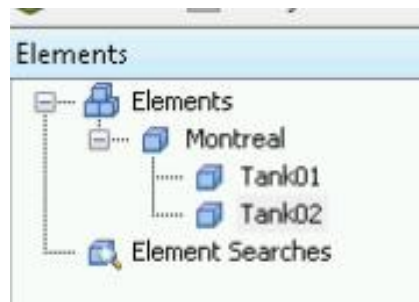 Elements
Elements
Montreal
Tank01
Tank02
Element Searches